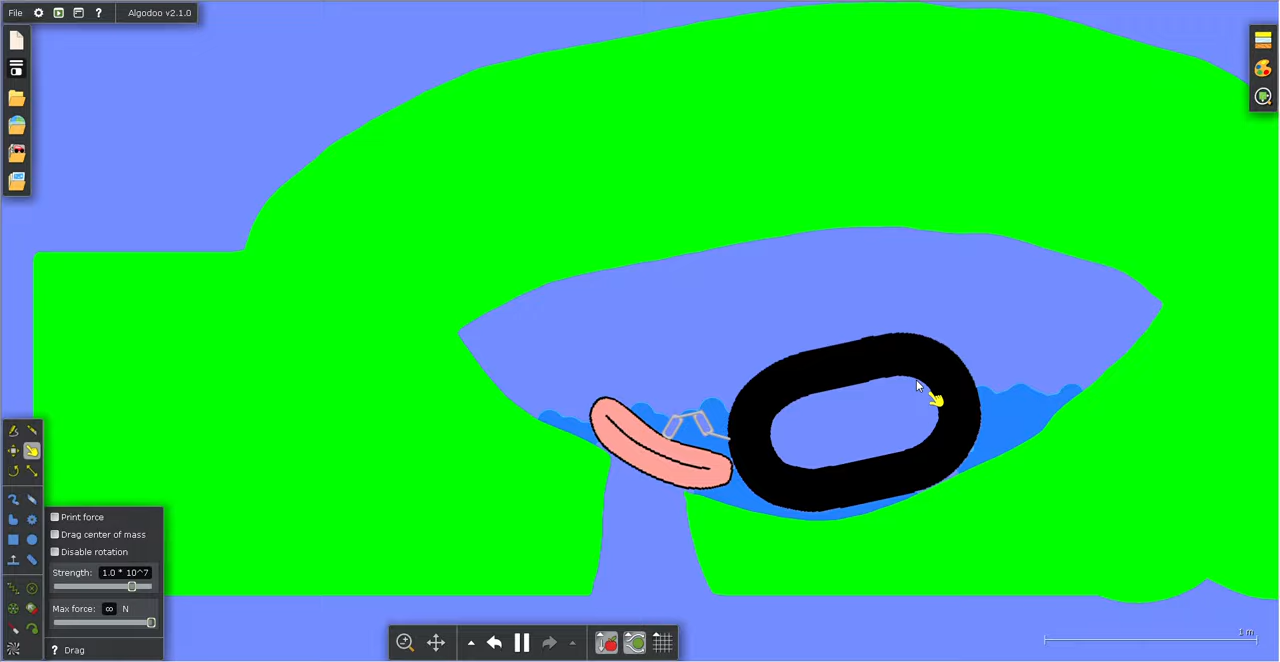 File ? Algodoo v2.1.0
Print force
Drag center of mass
Disable rotation
Strength: 1.0 * 10^7
Max force: ∞ N
? Drag
1 m